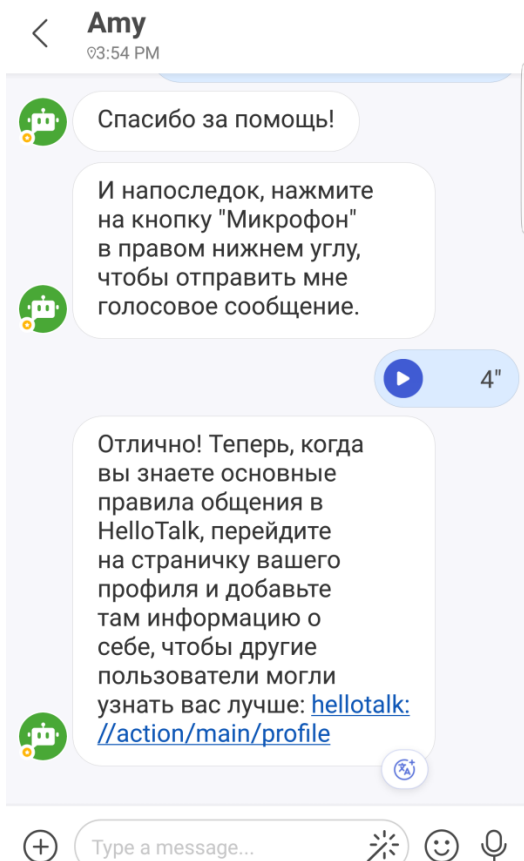 Amy
03:54 PM
Спасибо за помощь!
И напоследок, нажмите
на кнопку "Микрофон"
в правом нижнем углу,
чтобы отправить мне
голосовое сообщение.
4"
Отлично! Теперь, когда
вы знаете основные
правила общения в
HelloTalk, перейдите
на страничку вашего
профиля и добавьте
там информацию о
себе, чтобы другие
пользователи могли
узнать вас лучше: hellotalk:
//action/main/profile
Type a message...